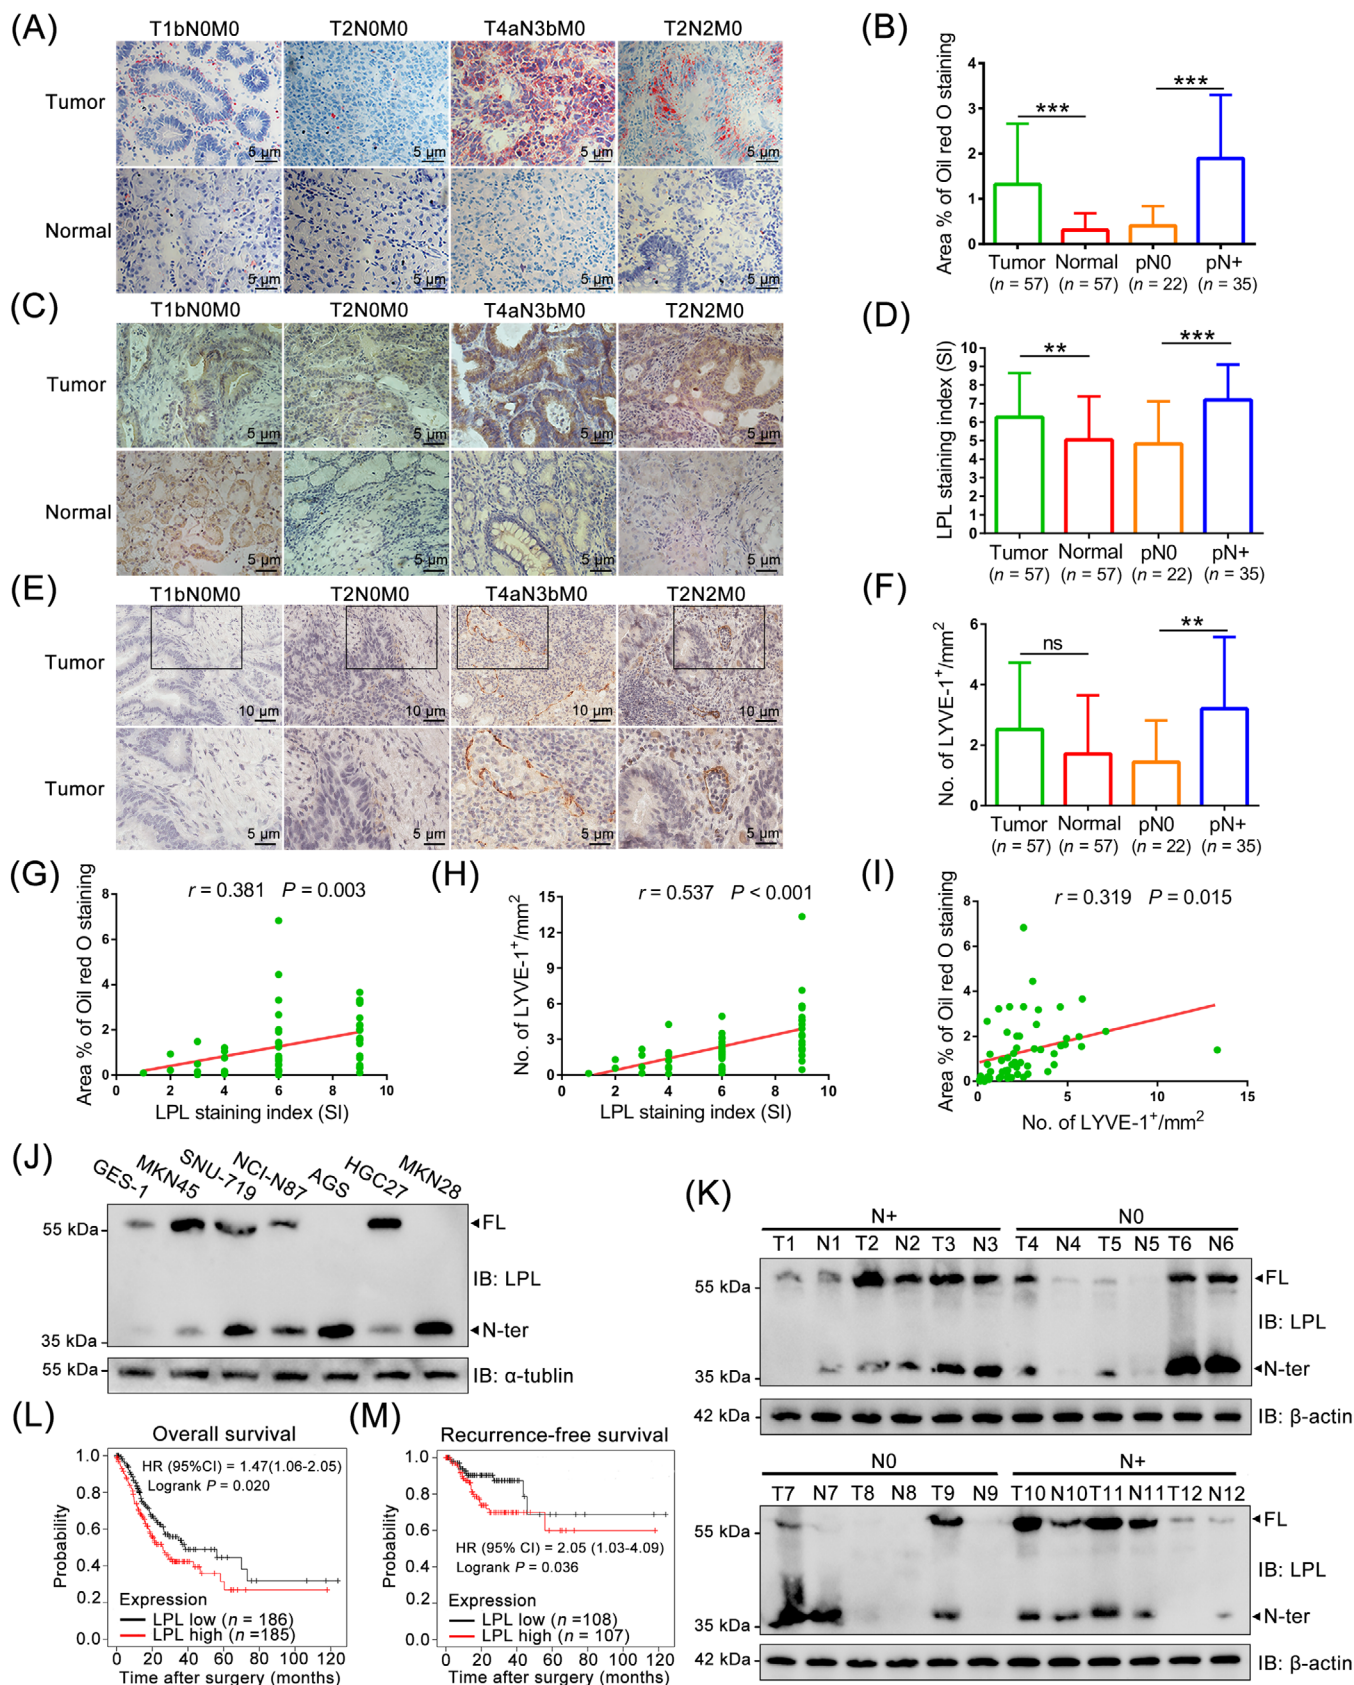 (A)
T1bN0M0 T2N0M0 T4aN3bM0 T2N2M0
Tumor
5 µm 5 µm 5 µm 5 µm
Normal
5 µm 5 µm 5 µm 5 µm
(B)
Area % of Oil red O staining
4
3
2
1
0
*** ***
Tumor Normal pN0 pN+
(n = 57) (n = 57) (n = 22) (n = 35)
(C)
T1bN0M0 T2N0M0 T4aN3bM0 T2N2M0
Tumor
5 µm 5 µm 5 µm 5 µm
Normal
5 µm 5 µm 5 µm 5 µm
(D)
LPL staining index (SI)
10
9
8
7
6
5
4
3
2
1
0
** ***
Tumor Normal pN0 pN+
(n = 57) (n = 57) (n = 22) (n = 35)
(E)
T1bN0M0 T2N0M0 T4aN3bM0 T2N2M0
Tumor
10 µm 10 µm 10 µm 10 µm
Tumor
5 µm 5 µm 5 µm 5 µm
(F)
No. of LYVE-1+/mm2
6
4
2
0
ns **
Tumor Normal pN0 pN+
(n = 57) (n = 57) (n = 22) (n = 35)
(G)
r = 0.381 P = 0.003
Area % of Oil red O staining
8
6
4
2
0
0 2 4 6 8 10
LPL staining index (SI)
(H)
r = 0.537 P < 0.001
No. of LYVE-1+/mm2
15
12
9
6
3
0
0 2 4 6 8 10
LPL staining index (SI)
(I)
r = 0.319 P = 0.015
Area % of Oil red O staining
8
6
4
2
0
0 5 10 15
No. of LYVE-1+/mm2
(J)
GES-1 MKN45 SNU-719 NCI-N87 AGS HGC27 MKN28
55 kDa
FL
IB: LPL
35 kDa
N-ter
55 kDa
IB: α-tublin
(K)
N+ N0
T1 N1 T2 N2 T3 N3 T4 N4 T5 N5 T6 N6
55 kDa
FL
IB: LPL
35 kDa
N-ter
42 kDa
IB: β-actin
N0 N+
T7 N7 T8 N8 T9 N9 T10 N10 T11 N11 T12 N12
55 kDa
FL
IB: LPL
35 kDa
N-ter
42 kDa
IB: β-actin
(L)
Overall survival
HR (95%CI) = 1.47(1.06-2.05)
Logrank P = 0.020
Probability
1.0
0.8
0.6
0.4
0.2
0.0
Expression
LPL low (n = 186)
LPL high (n =185)
0 20 40 60 80 100 120
Time after surgery (months)
(M)
Recurrence-free survival
HR (95% CI) = 2.05 (1.03-4.09)
Logrank P = 0.036
Probability
1.0
0.8
0.6
0.4
0.2
0.0
Expression
LPL low (n =108)
LPL high (n = 107)
0 20 40 60 80 100 120
Time after surgery (months)